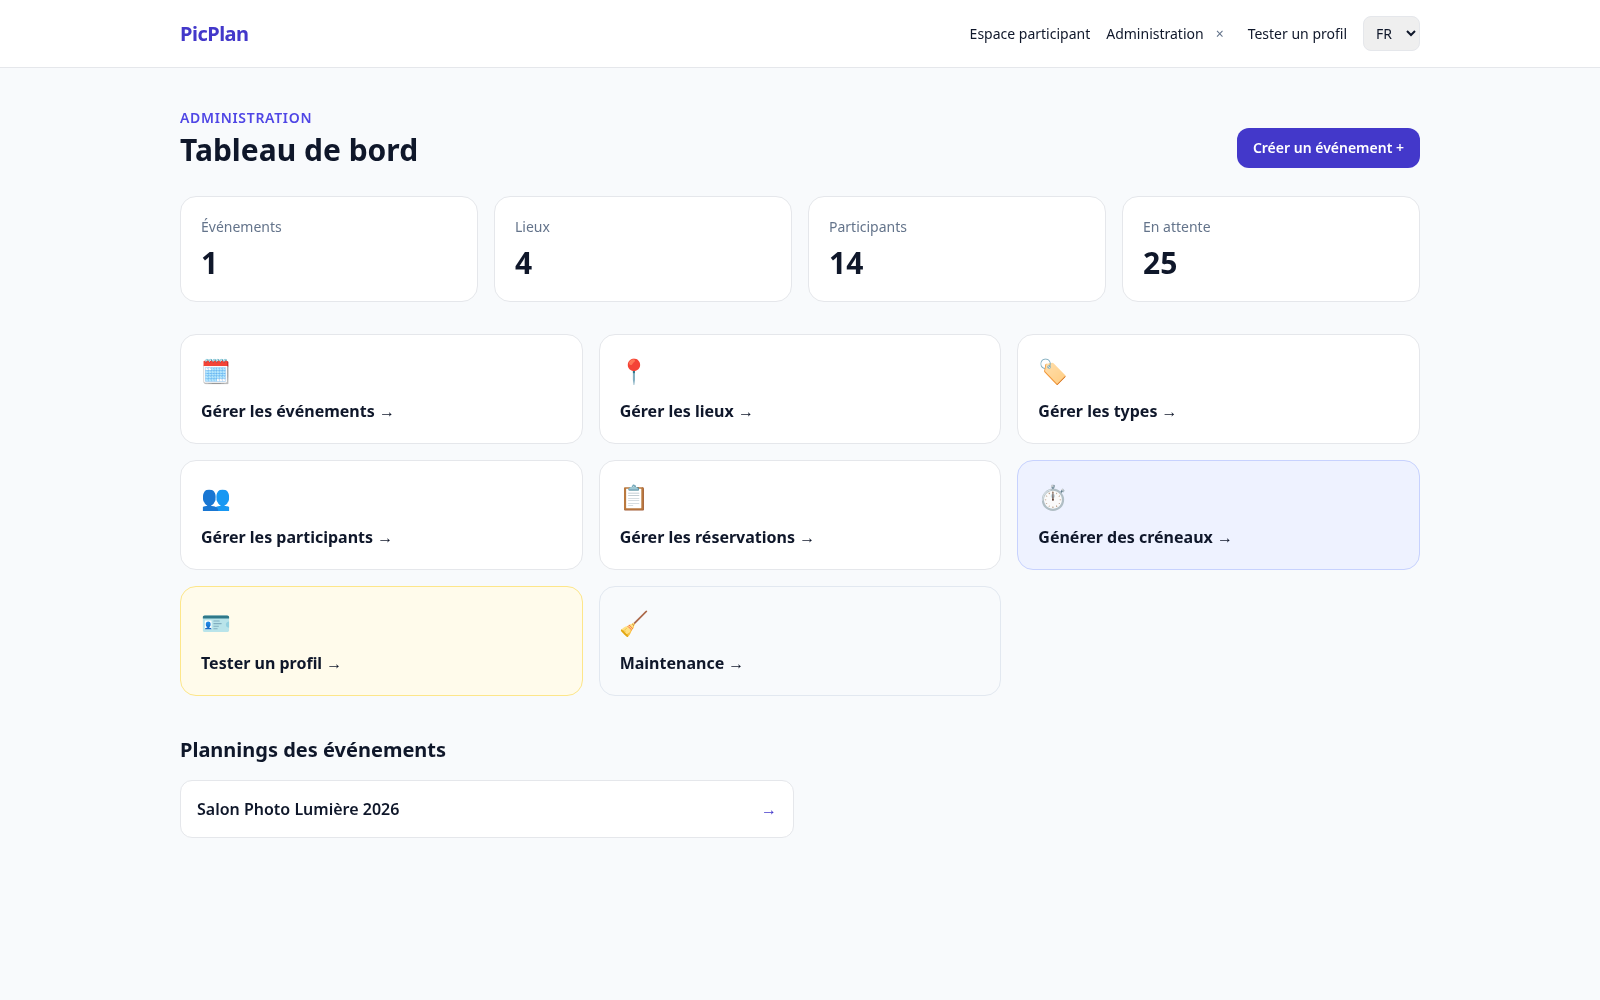 PicPlan
Espace participant Administration × Tester un profil FR
ADMINISTRATION
Tableau de bord
Créer un événement +
Événements
1
Lieux
4
Participants
14
En attente
25
Gérer les événements →
Gérer les lieux →
Gérer les types →
Gérer les participants →
Gérer les réservations →
Générer des créneaux →
Tester un profil →
Maintenance →
Plannings des événements
Salon Photo Lumière 2026 →